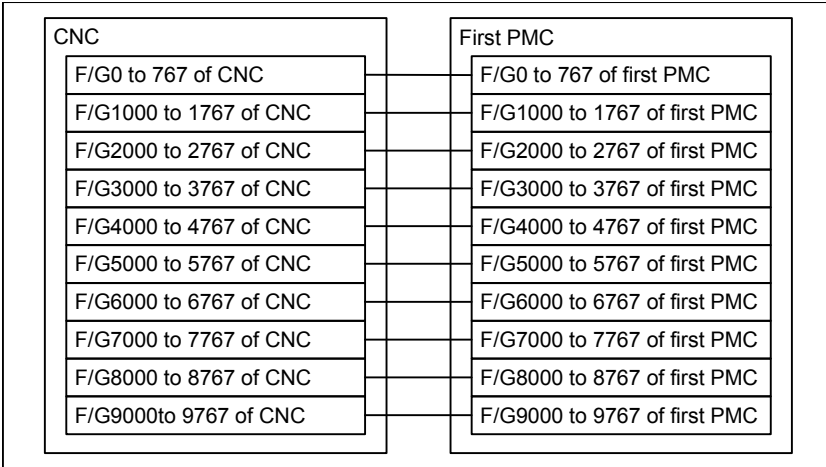 CNC
F/G0 to 767 of CNC
F/G1000 to 1767 of CNC
F/G2000 to 2767 of CNC
F/G3000 to 3767 of CNC
F/G4000 to 4767 of CNC
F/G5000 to 5767 of CNC
F/G6000 to 6767 of CNC
F/G7000 to 7767 of CNC
F/G8000 to 8767 of CNC
F/G9000to 9767 of CNC
First PMC
F/G0 to 767 of first PMC
F/G1000 to 1767 of first PMC
F/G2000 to 2767 of first PMC
F/G3000 to 3767 of first PMC
F/G4000 to 4767 of first PMC
F/G5000 to 5767 of first PMC
F/G6000 to 6767 of first PMC
F/G7000 to 7767 of first PMC
F/G8000 to 8767 of first PMC
F/G9000 to 9767 of first PMC